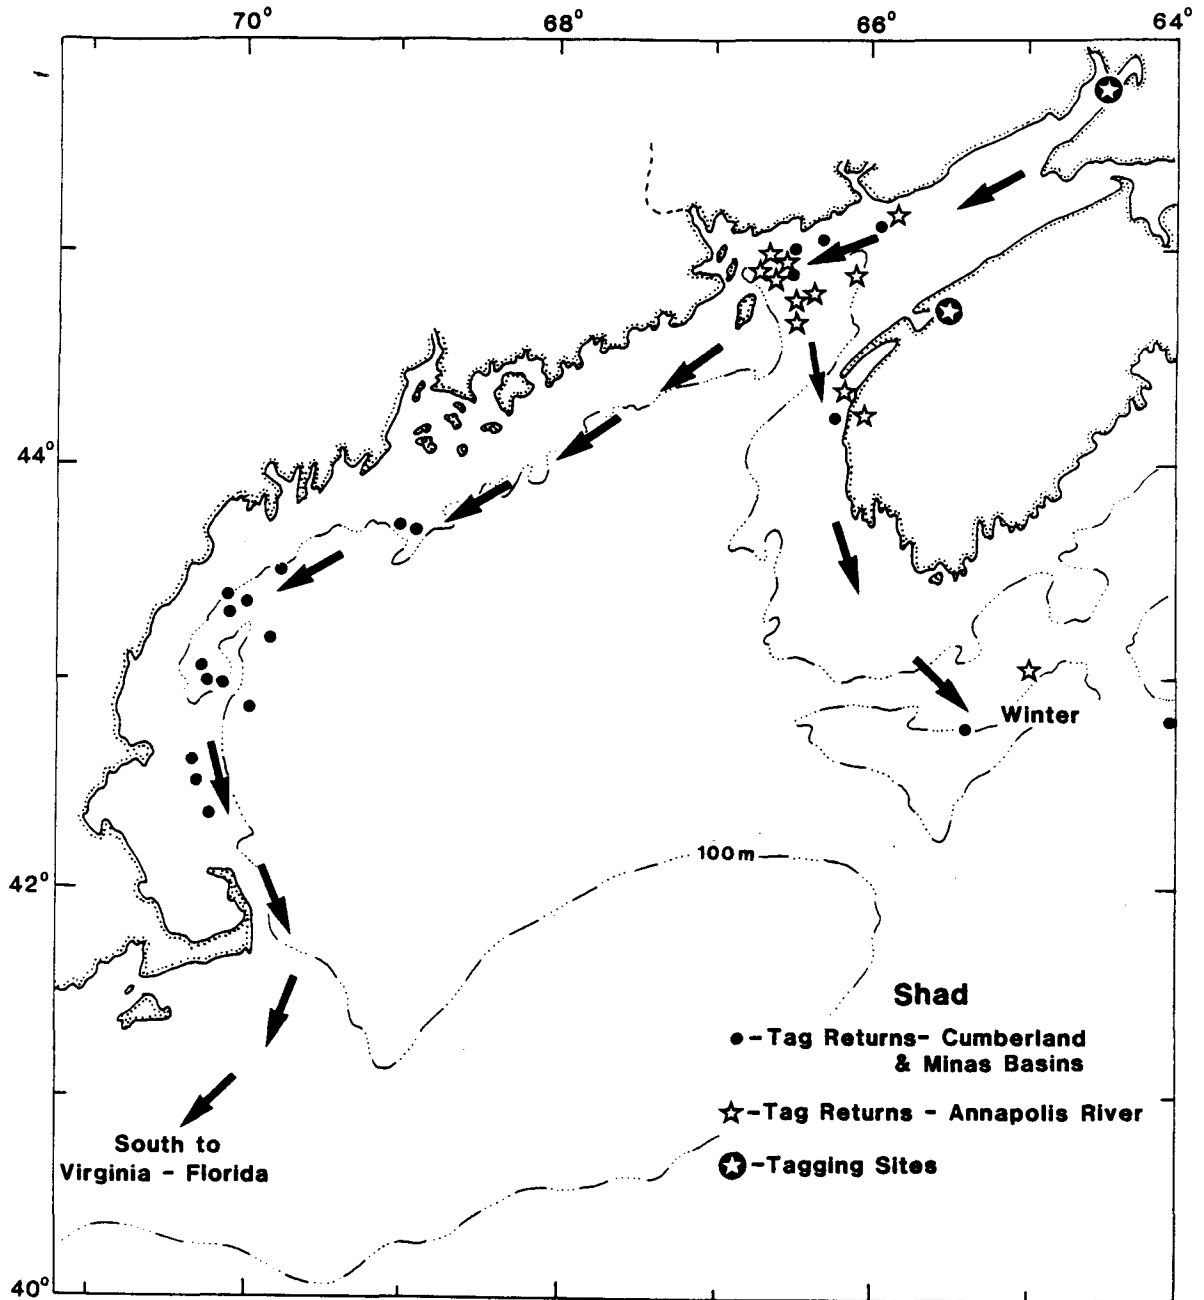 70° 68° 66° 64°
44°
Winter
100m
42°
Shad
-Tag Returns- Cumberland
& Minas Basins
-Tag Returns - Annapolis River
-Tagging Sites
South to
Virginia - Florida
40°